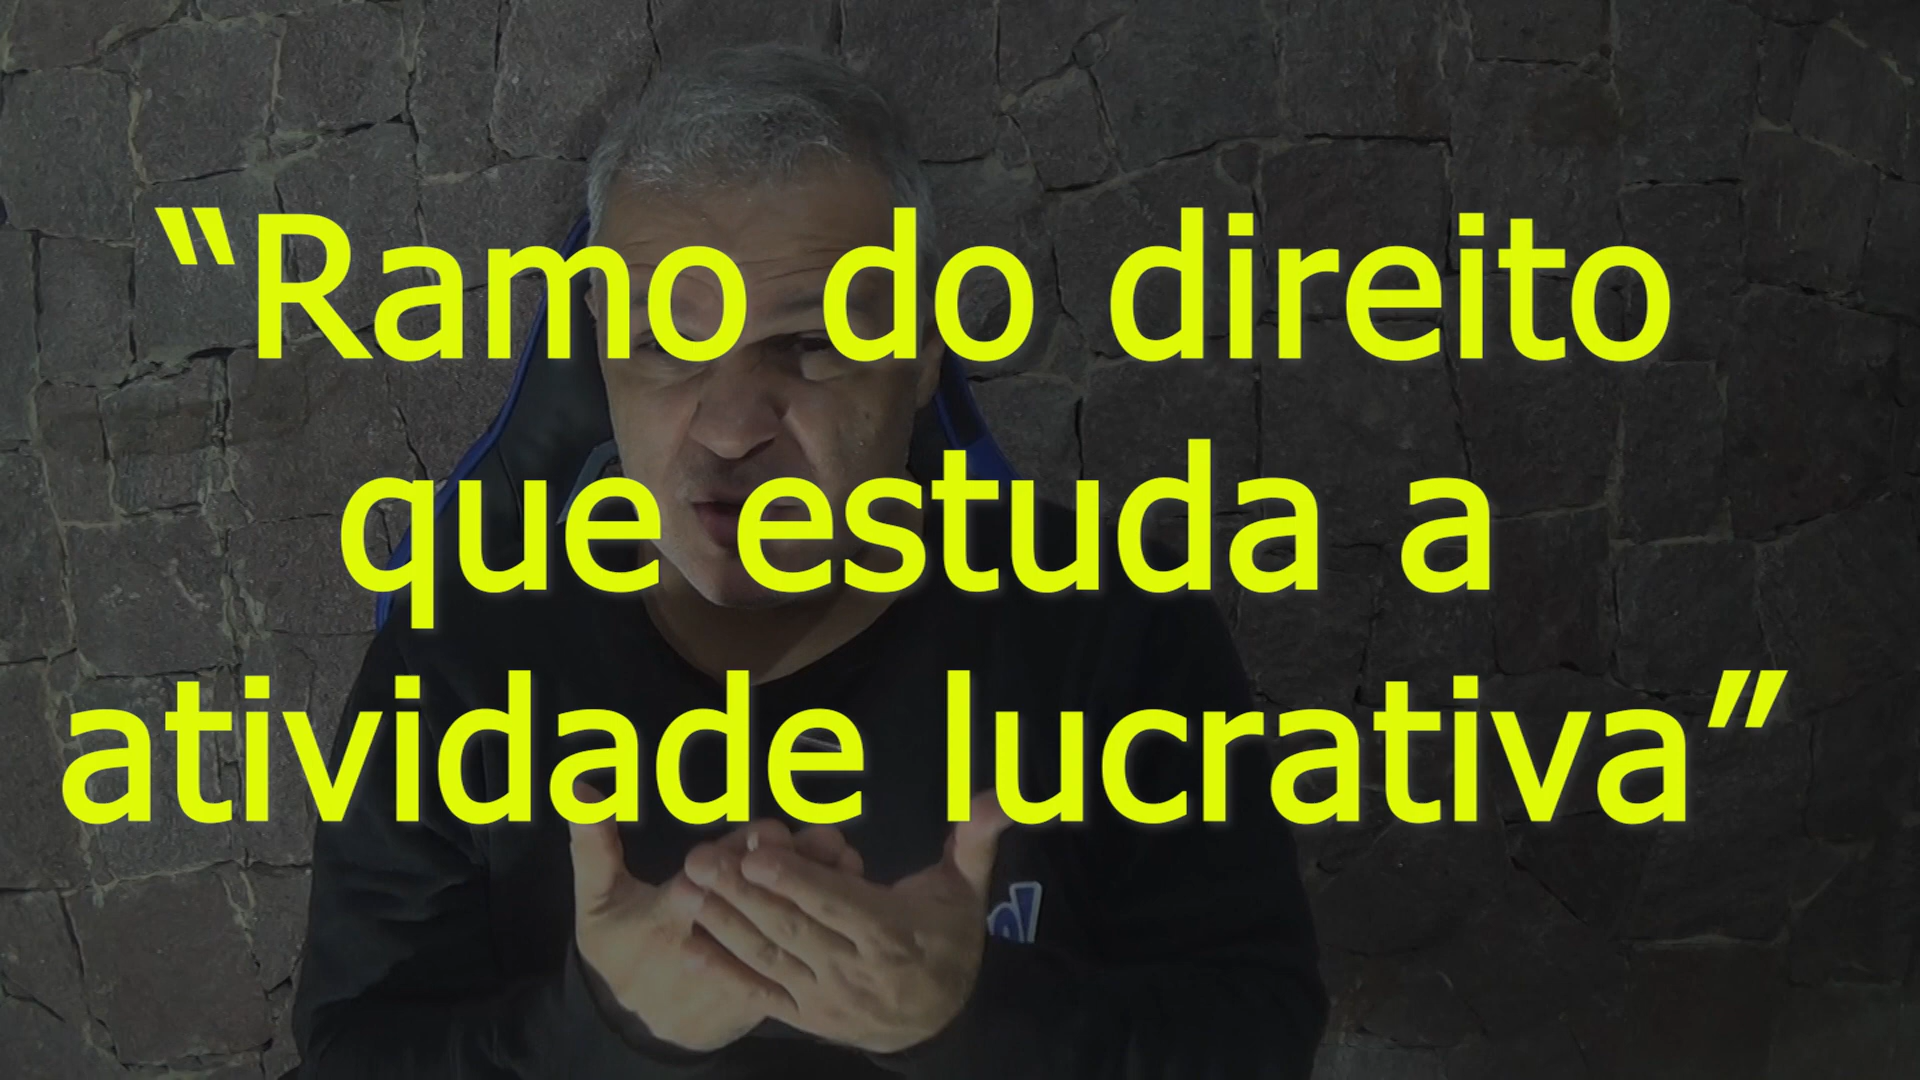 “Ramo do direito
que estuda a
atividade lucrativa”